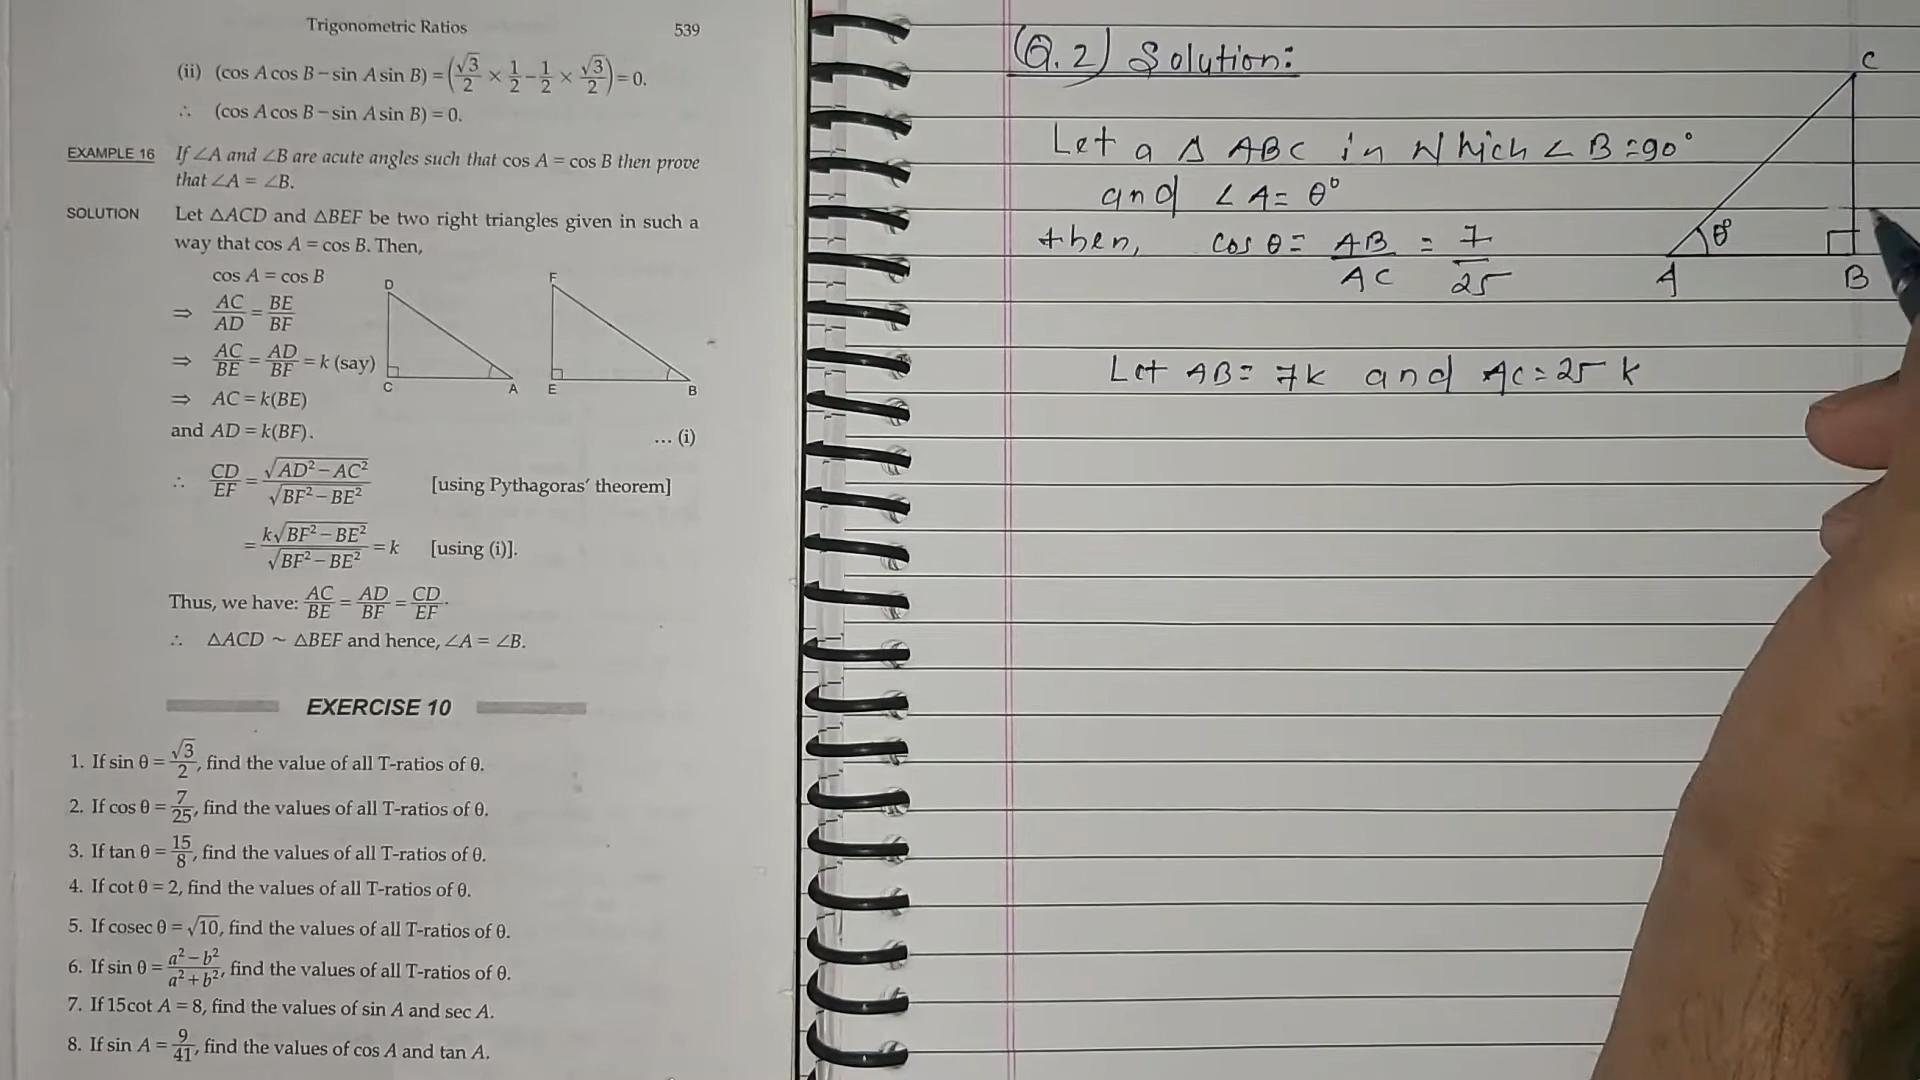 Trigonometric Ratios 539
(ii) (cos A cos B – sin A sin B) = (√3/2 × 1/2 – 1/2 × √3/2) = 0.
∴ (cos A cos B – sin A sin B) = 0.
EXAMPLE 16 If ∠A and ∠B are acute angles such that cos A = cos B then prove
that ∠A = ∠B.
SOLUTION Let △ACD and △BEF be two right triangles given in such a
way that cos A = cos B. Then,
cos A = cos B
⇒ AC/AD = BE/BF
⇒ AC/BE = AD/BF = k (say)
⇒ AC = k(BE)
and AD = k(BF). … (i)
D
C
A
F
E
B
∴ CD/EF = √(AD² – AC²)/√(BF² – BE²) [using Pythagoras’ theorem]
= k√(BF² – BE²)/√(BF² – BE²) = k [using (i)].
Thus, we have: AC/BE = AD/BF = CD/EF.
∴ △ACD ~ △BEF and hence, ∠A = ∠B.
EXERCISE 10
1. If sin θ = √3/2, find the value of all T-ratios of θ.
2. If cos θ = 7/25, find the values of all T-ratios of θ.
3. If tan θ = 15/8, find the values of all T-ratios of θ.
4. If cot θ = 2, find the values of all T-ratios of θ.
5. If cosec θ = √10, find the values of all T-ratios of θ.
6. If sin θ = (a² – b²)/(a² + b²), find the values of all T-ratios of θ.
7. If 15cot A = 8, find the values of sin A and sec A.
8. If sin A = 9/41, find the values of cos A and tan A.
(Q.2) Solution:
Let a △ ABC in which ∠ B = 90°
and ∠ A = θ°
then, cos θ = AB/AC = 7/25
Let AB = 7k and AC = 25 k
C
θ°
A
B